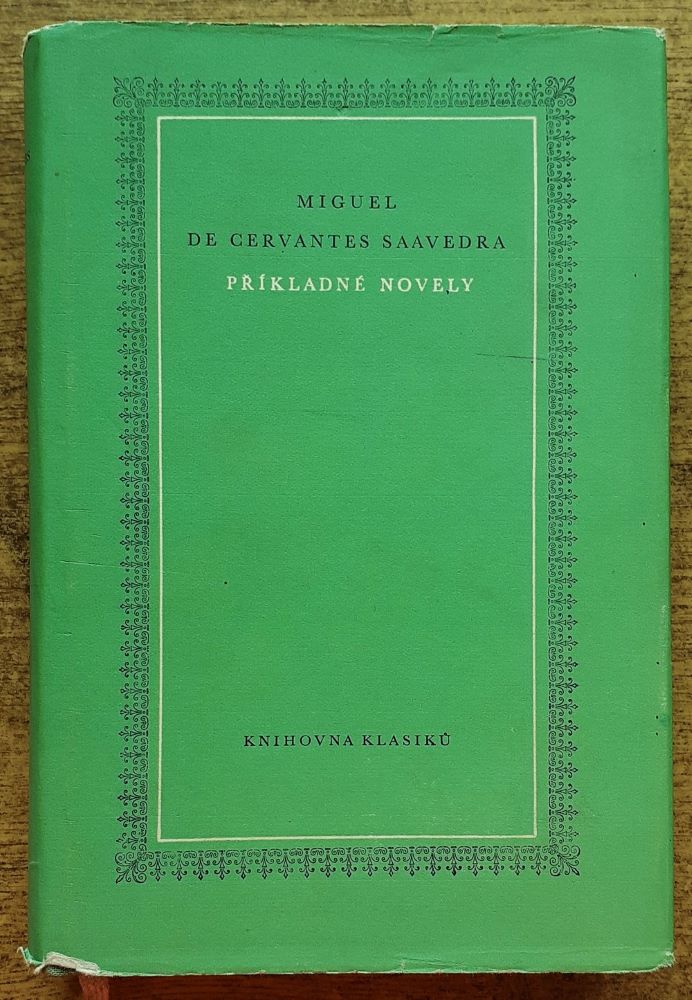 MIGUEL
DE CERVANTES SAAVEDRA
PŘÍKLADNÉ NOVELY
KNIHOVNA KLASIKŮ